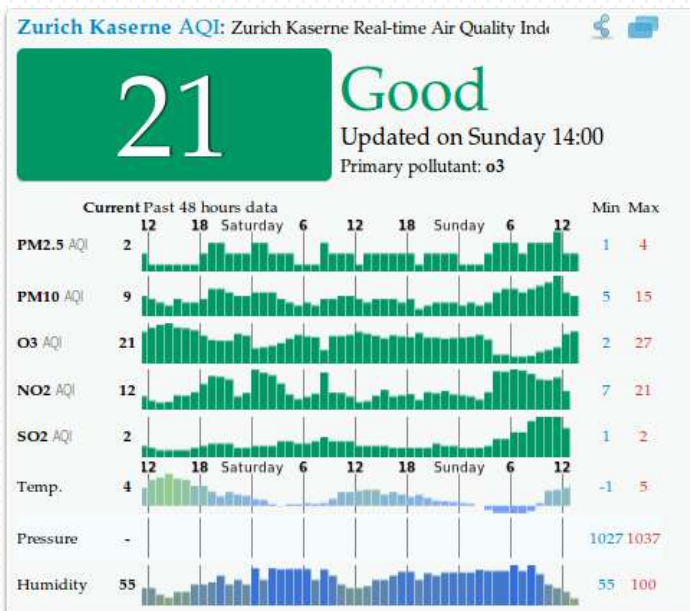 Zurich Kaserne AQI: Zurich Kaserne Real-time Air Quality Inde
21
Good
Updated on Sunday 14:00
Primary pollutant: o3
Current Past 48 hours data Min Max
12 18 Saturday 6 12 18 Sunday 6 12
PM2.5 AQI 2 1 4
PM10 AQI 9 5 15
O3 AQI 21 2 27
NO2 AQI 12 7 21
SO2 AQI 2 1 2
12 18 Saturday 6 12 18 Sunday 6 12
Temp. 4 -1 5
Pressure - 1027 1037
Humidity 55 55 100